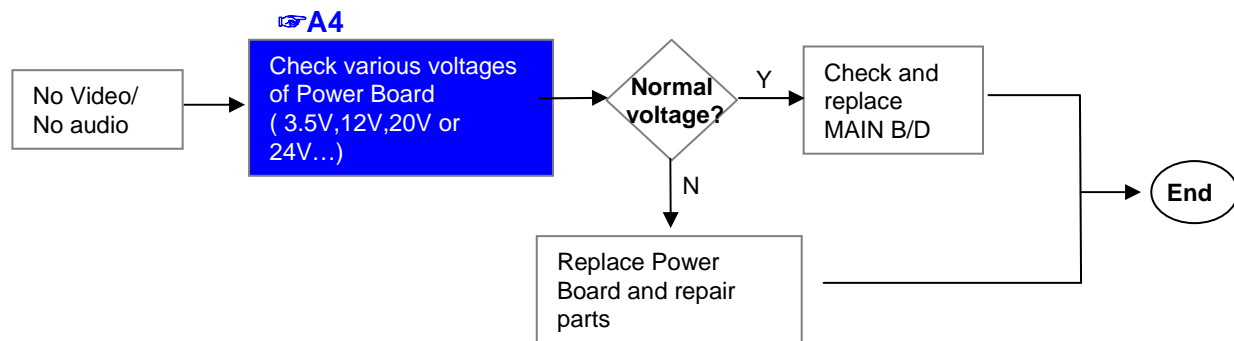 ☞A4
No Video/
No audio
Check various voltages
of Power Board
( 3.5V,12V,20V or
24V…)
Normal
voltage?
Y
Check and
replace
MAIN B/D
N
Replace Power
Board and repair
parts
End